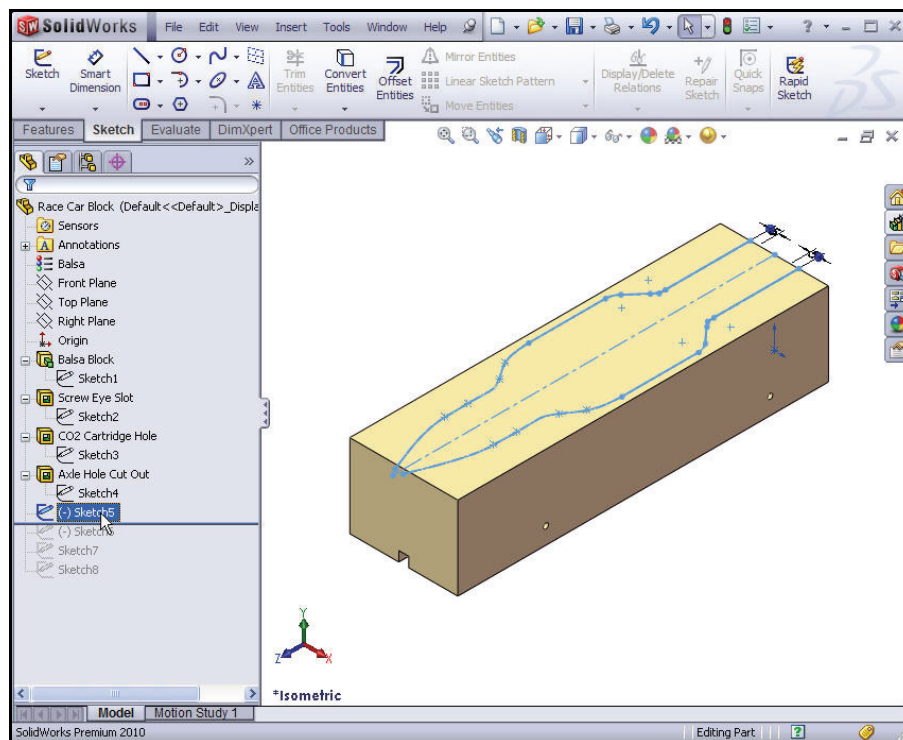 SolidWorks File Edit View Insert Tools Window Help ?
Sketch Smart Dimension Trim Entities Convert Entities Offset Entities Mirror Entities Linear Sketch Pattern Move Entities Display/Delete Relations Repair Sketch Quick Snaps Rapid Sketch
Features Sketch Evaluate DimXpert Office Products
Race Car Block (Default<<Default>_Displa
Sensors
Annotations
Balsa
Front Plane
Top Plane
Right Plane
Origin
Balsa Block
Sketch1
Screw Eye Slot
Sketch2
CO2 Cartridge Hole
Sketch3
Axle Hole Cut Out
Sketch4
(-) Sketch5
(-) Sketch6
Sketch7
Sketch8
Y
Z X
*Isometric
Model Motion Study 1
SolidWorks Premium 2010 Editing Part ?